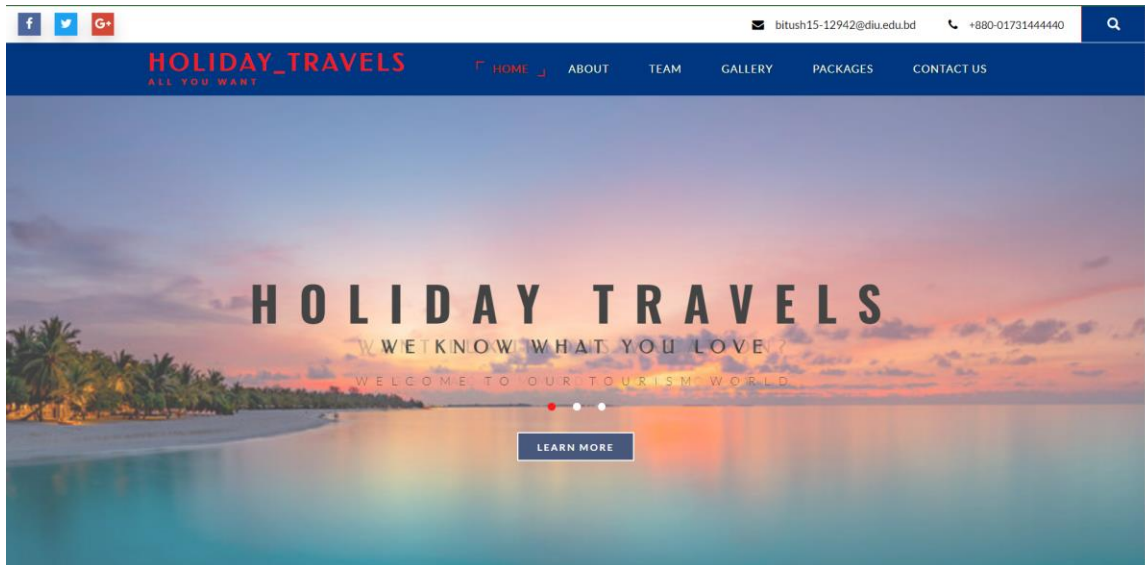 f G+ bitush15-12942@diu.edu.bd +880-01731444440
HOLIDAY_TRAVELS
ALL YOU WANT
HOME ABOUT TEAM GALLERY PACKAGES CONTACT US
HOLIDAY TRAVELS
WE KNOW WHAT YOU LOVE
WELCOME TO OUR TOURISM WORLD
LEARN MORE